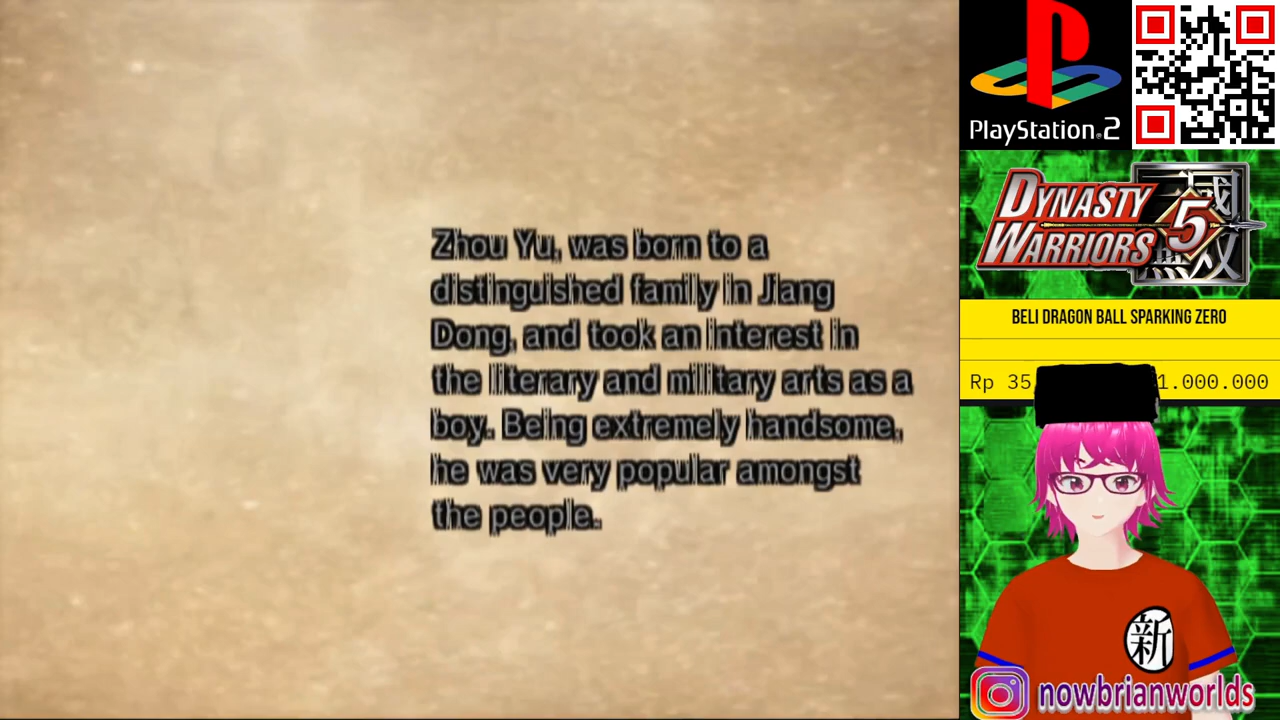 Zhou Yu, was born to a
distinguished family in Jiang
Dong, and took an interest in
the literary and military arts as a
boy. Being extremely handsome,
he was very popular amongst
the people.
PlayStation®2
DYNASTY
WARRIORS 5
BELI DRAGON BALL SPARKING ZERO
Rp 35. 1.000.000
新
nowbrianworlds